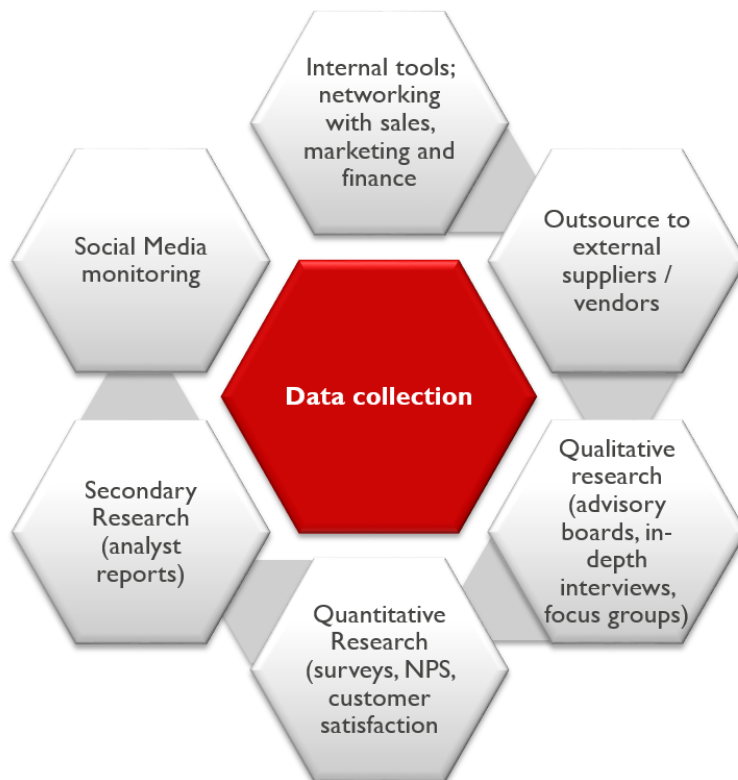 Internal tools;
networking
with sales,
marketing and
finance
Outsource to
external
suppliers /
vendors
Qualitative
research
(advisory
boards, in-
depth
interviews,
focus groups)
Quantitative
Research
(surveys, NPS,
customer
satisfaction
Secondary
Research
(analyst
reports)
Social Media
monitoring
Data collection